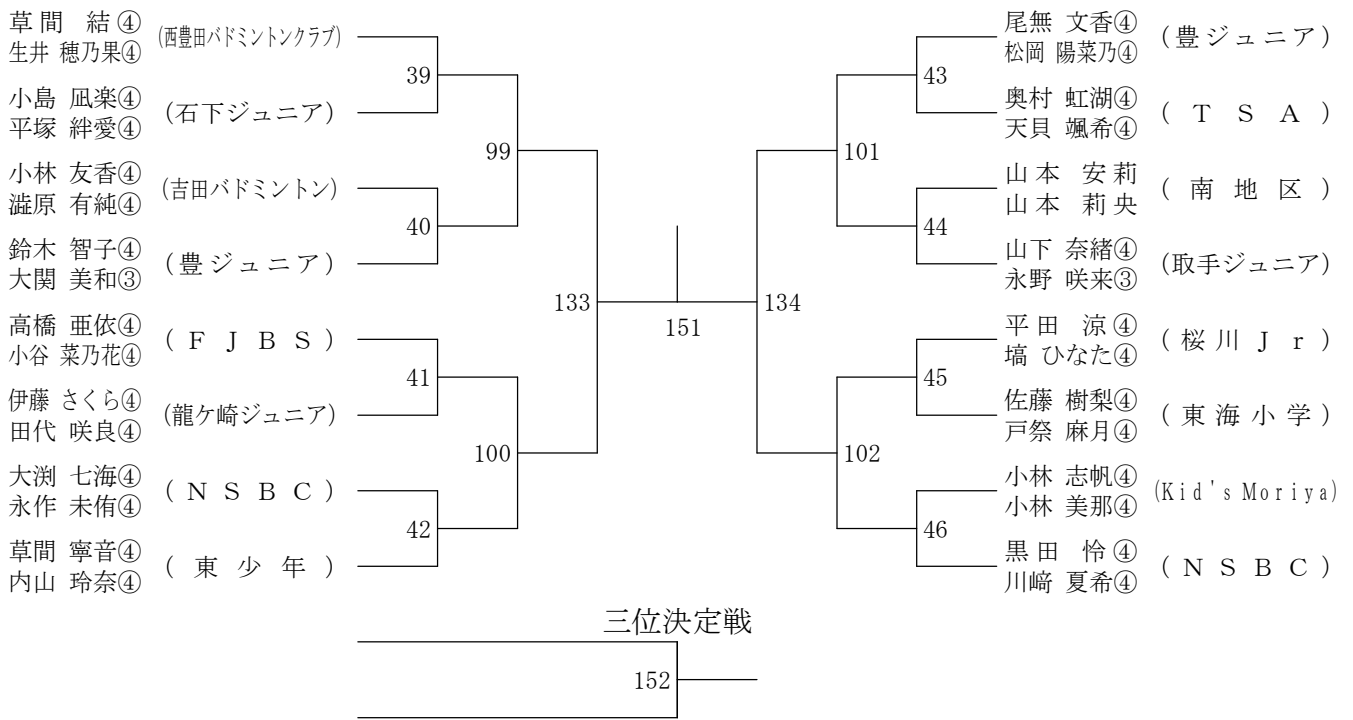 草間 結④
生井 穂乃果④
(西豊田バドミントンクラブ)
39
小島 凪楽④
平塚 絆愛④
(石下ジュニア)
99
小林 友香④
澁原 有純④
(吉田バドミントン)
40
鈴木 智子④
大関 美和③
(豊ジュニア)
133
高橋 亜依④
小谷 菜乃花④
(FJBS)
41
伊藤 さくら④
田代 咲良④
(龍ケ崎ジュニア)
100
大渕 七海④
永作 未侑④
(NSBC)
42
草間 寧音④
内山 玲奈④
(東少年)
151
尾無 文香④
松岡 陽菜乃④
(豊ジュニア)
43
奥村 虹湖④
天貝 颯希④
(TSA)
101
山本 安莉
山本 莉央
(南地区)
44
山下 奈緒④
永野 咲来③
(取手ジュニア)
134
平田 涼④
塙 ひなた④
(桜川Jr)
45
佐藤 樹梨④
戸祭 麻月④
(東海小学)
102
小林 志帆④
小林 美那④
(Kid's Moriya)
46
黒田 怜④
川﨑 夏希④
(NSBC)
三位決定戦
152